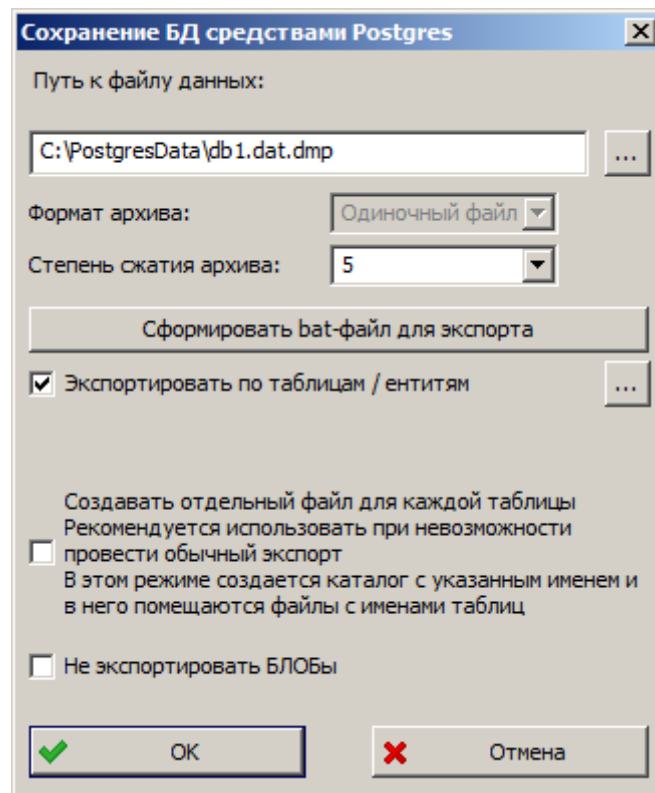 Сохранение БД средствами Postgres
Путь к файлу данных:
C:\PostgresData\db1.dat.dmp
...
Формат архива:
Одиночный файл
Степень сжатия архива:
5
Сформировать bat-файл для экспорта
Экспортировать по таблицам / ентитям
...
Создавать отдельный файл для каждой таблицы
Рекомендуется использовать при невозможности
провести обычный экспорт
В этом режиме создается каталог с указанным именем и
в него помещаются файлы с именами таблиц
Не экспортировать БЛОБы
ОК
Отмена